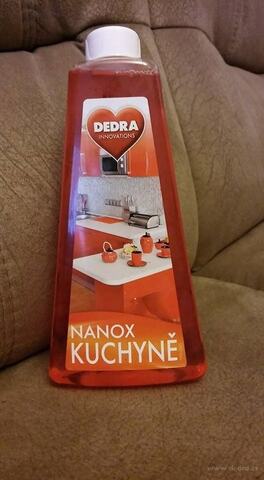 DEDRA
INNOVATIONS
NANOX
KUCHYNĚ